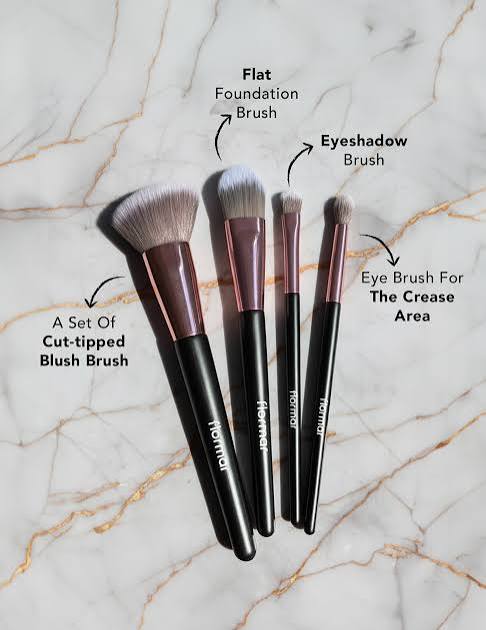 Flat
Foundation
Brush
Eyeshadow
Brush
Eye Brush For
The Crease
Area
A Set Of
Cut-tipped
Blush Brush
flormar
flormar
flormar
flormar